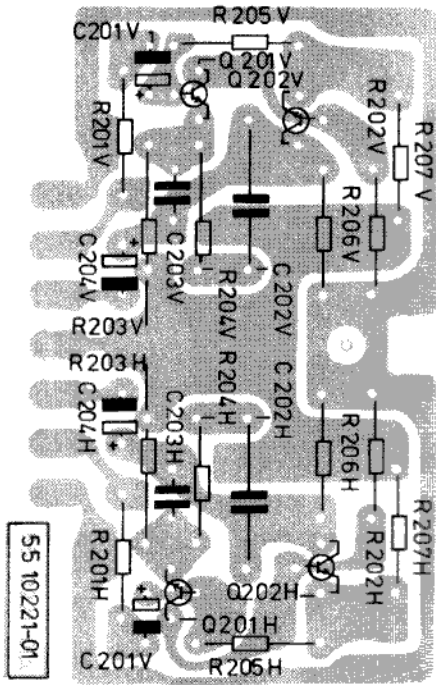 R205V
C201V
Q201V
Q202V
R201V
R202V
R207V
R206V
C204V
C203V
R204V
C202V
R203V
R203H
C204H
C203H
R204H
C202H
R206H
R201H
R202H
R207H
Q202H
Q201H
C201V
R205H
55 10221-01